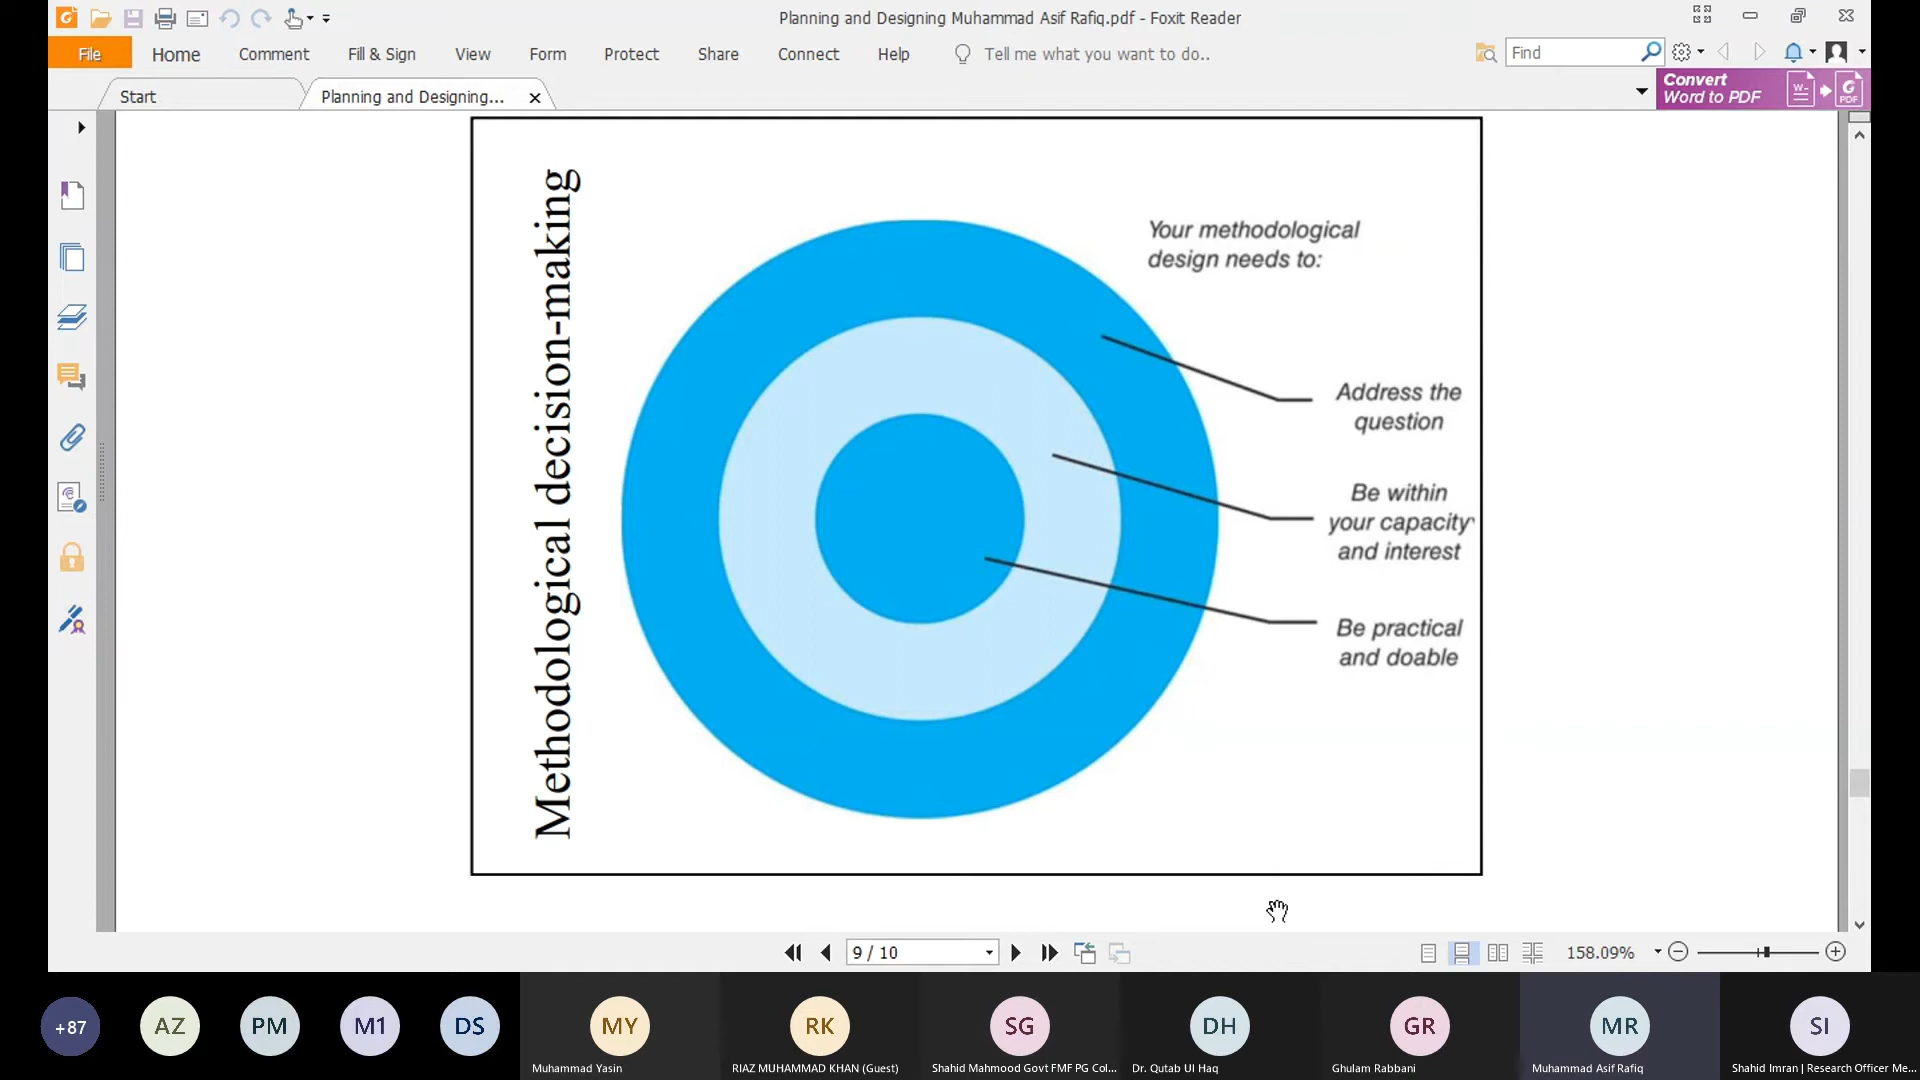 Planning and Designing Muhammad Asif Rafiq.pdf - Foxit Reader
File Home Comment Fill & Sign View Form Protect Share Connect Help Tell me what you want to do.. Find
Start Planning and Designing...
Convert
Word to PDF
W
PDF
Methodological decision-making
Your methodological
design needs to:
Address the
question
Be within
your capacity
and interest
Be practical
and doable
9 / 10
158.09%
+87 AZ PM M1 DS MY RK SG DH GR MR SI
Muhammad Yasin RIAZ MUHAMMAD KHAN (Guest) Shahid Mahmood Govt FMF PG Col... Dr. Qutab Ul Haq Ghulam Rabbani Muhammad Asif Rafiq Shahid Imran | Research Officer Me...